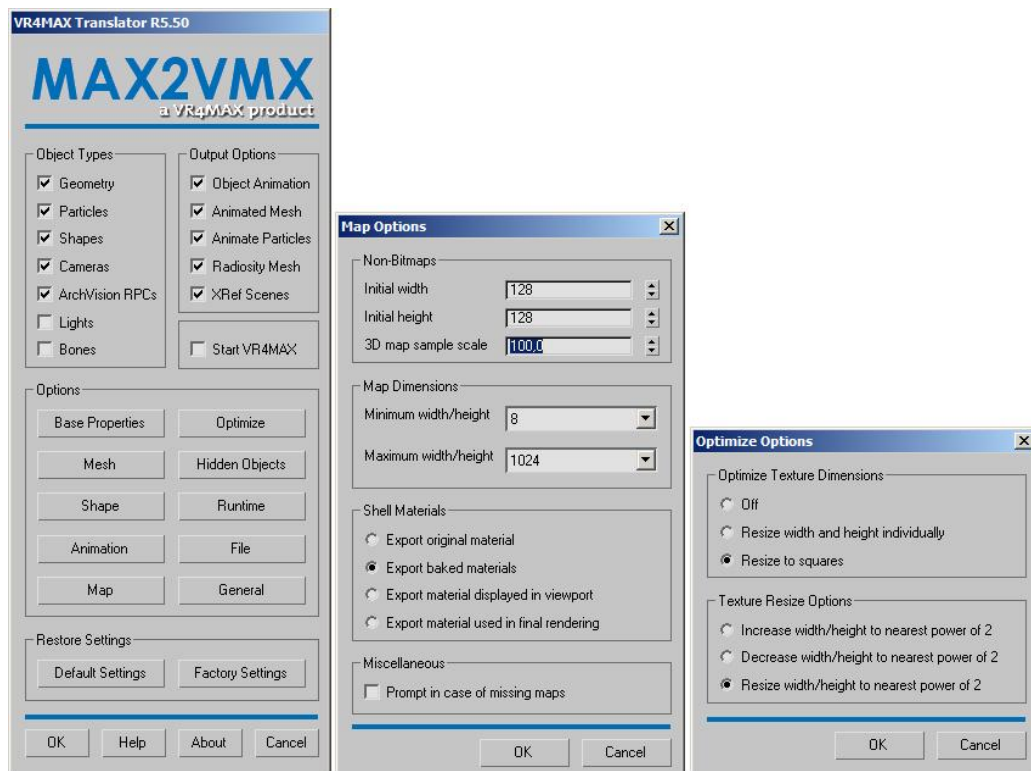 VR4MAX Translator R5.50
MAX2VMX
a VR4MAX product
Object Types
Geometry
Particles
Shapes
Cameras
ArchVision RPCs
Lights
Bones
Output Options
Object Animation
Animated Mesh
Animate Particles
Radiosity Mesh
XRef Scenes
Start VR4MAX
Options
Base Properties
Optimize
Mesh
Hidden Objects
Shape
Runtime
Animation
File
Map
General
Restore Settings
Default Settings
Factory Settings
OK
Help
About
Cancel
Map Options
Non-Bitmaps
Initial width
128
Initial height
128
3D map sample scale
100,0
Map Dimensions
Minimum width/height
8
Maximum width/height
1024
Shell Materials
Export original material
Export baked materials
Export material displayed in viewport
Export material used in final rendering
Miscellaneous
Prompt in case of missing maps
OK
Cancel
Optimize Options
Optimize Texture Dimensions
Off
Resize width and height individually
Resize to squares
Texture Resize Options
Increase width/height to nearest power of 2
Decrease width/height to nearest power of 2
Resize width/height to nearest power of 2
OK
Cancel